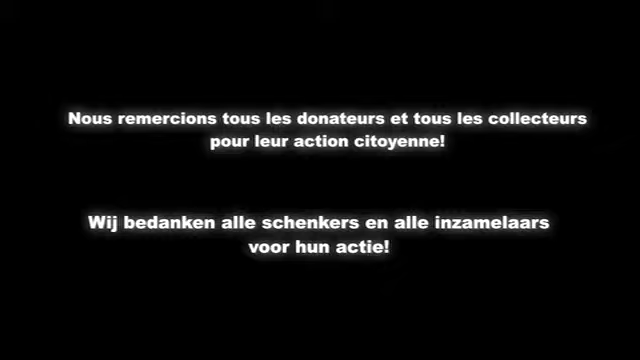 Nous remercions tous les donateurs et tous les collecteurs
pour leur action citoyenne!
Wij bedanken alle schenkers en alle inzamelaars
voor hun actie!